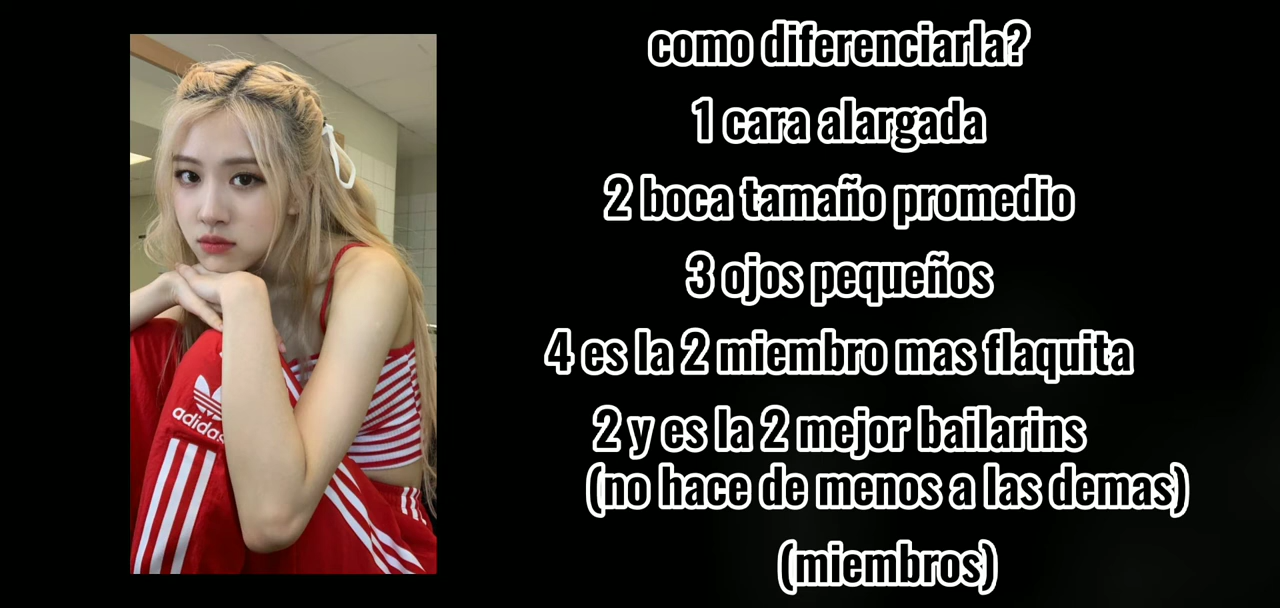 como diferenciarla?
1 cara alargada
2 boca tamaño promedio
3 ojos pequeños
4 es la 2 miembro mas flaquita
2 y es la 2 mejor bailarins
(no hace de menos a las demas)
(miembros)
adidas